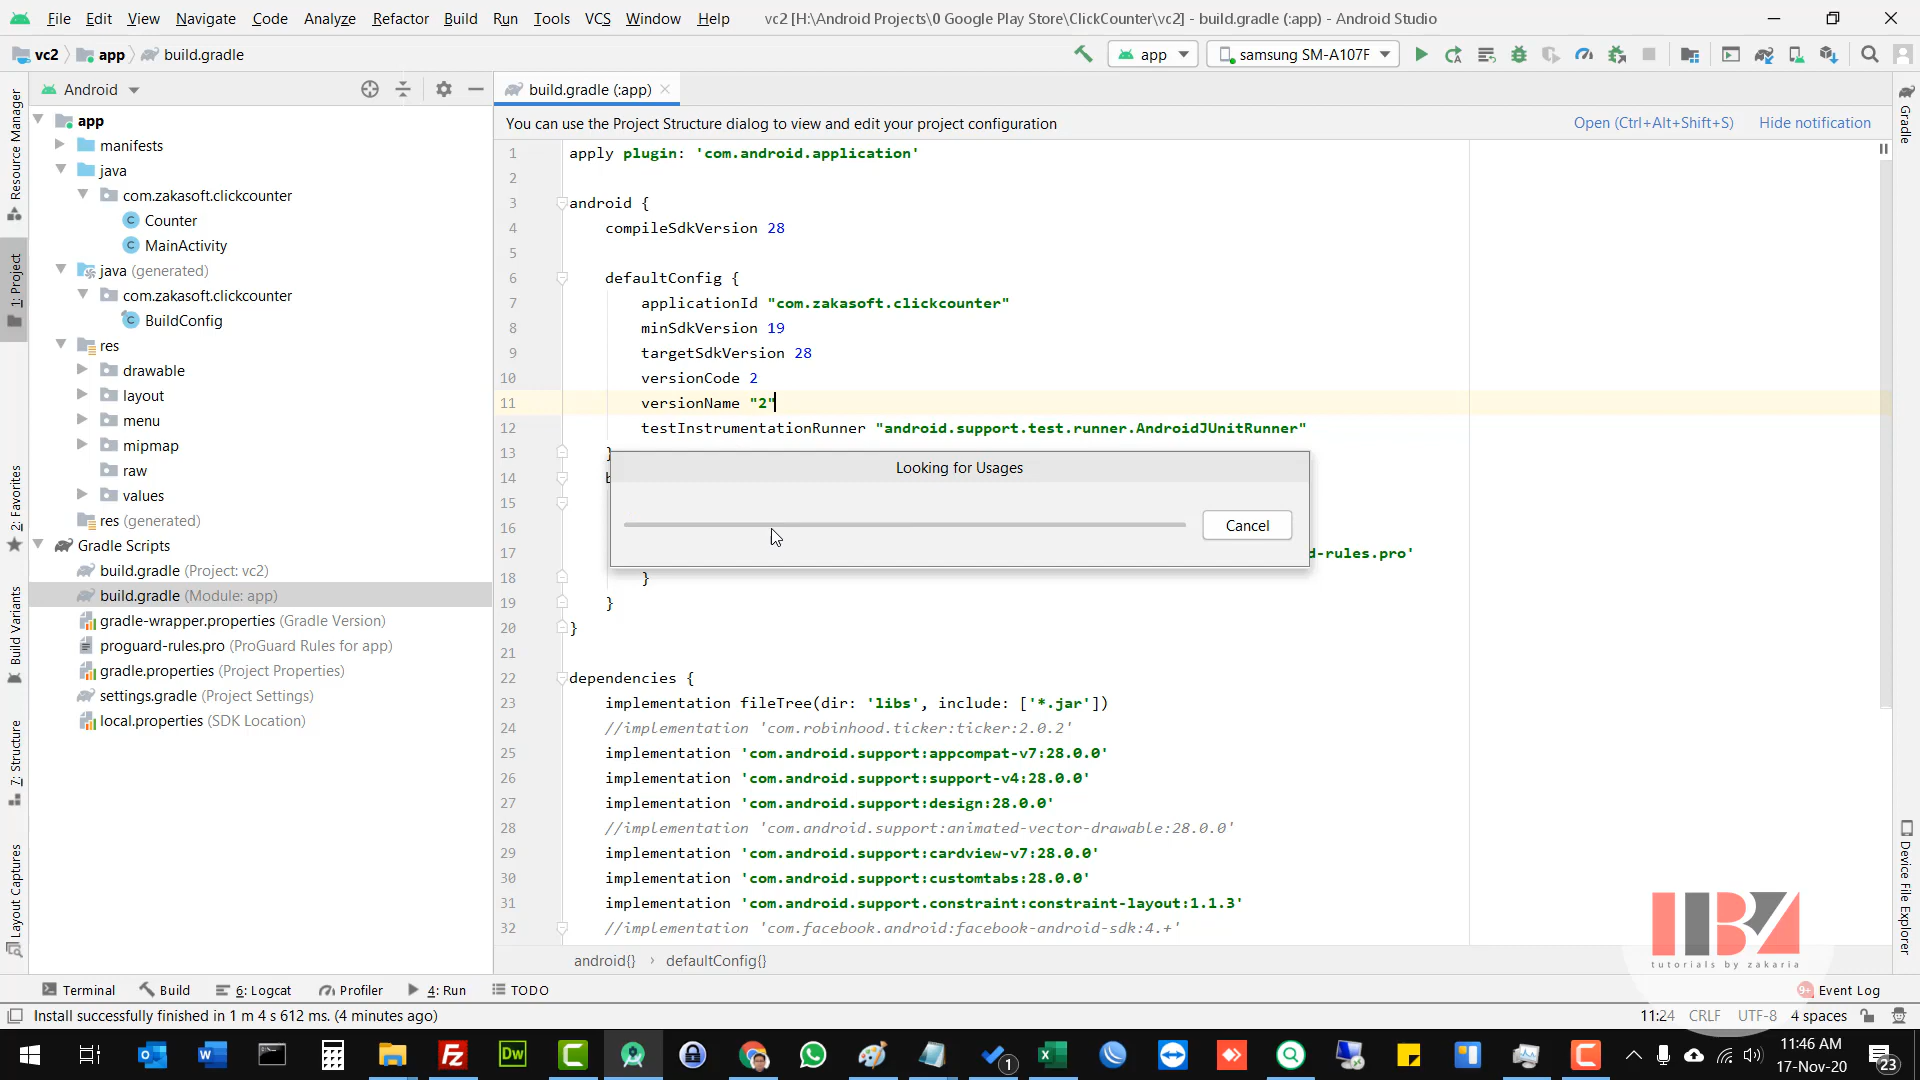 File Edit View Navigate Code Analyze Refactor Build Run Tools VCS Window Help vc2 [H:\Android Projects\0 Google Play Store\ClickCounter\vc2] - build.gradle (:app) - Android Studio
vc2 app build.gradle app samsung SM-A107F
Android build.gradle (:app)
You can use the Project Structure dialog to view and edit your project configuration Open (Ctrl+Alt+Shift+S) Hide notification
Resource Manager
1: Project
2: Favorites
Build Variants
7: Structure
Layout Captures
app
manifests
java
com.zakasoft.clickcounter
Counter
MainActivity
java (generated)
com.zakasoft.clickcounter
BuildConfig
res
drawable
layout
menu
mipmap
raw
values
res (generated)
Gradle Scripts
build.gradle (Project: vc2)
build.gradle (Module: app)
gradle-wrapper.properties (Gradle Version)
proguard-rules.pro (ProGuard Rules for app)
gradle.properties (Project Properties)
settings.gradle (Project Settings)
local.properties (SDK Location)
1 apply plugin: 'com.android.application'
2
3 android {
4 compileSdkVersion 28
5
6 defaultConfig {
7 applicationId "com.zakasoft.clickcounter"
8 minSdkVersion 19
9 targetSdkVersion 28
10 versionCode 2
11 versionName "2"
12 testInstrumentationRunner "android.support.test.runner.AndroidJUnitRunner"
13 }
14 b
15
16
17 d-rules.pro'
18 }
19 }
20 }
21
22 dependencies {
23 implementation fileTree(dir: 'libs', include: ['*.jar'])
24 //implementation 'com.robinhood.ticker:ticker:2.0.2'
25 implementation 'com.android.support:appcompat-v7:28.0.0'
26 implementation 'com.android.support:support-v4:28.0.0'
27 implementation 'com.android.support:design:28.0.0'
28 //implementation 'com.android.support:animated-vector-drawable:28.0.0'
29 implementation 'com.android.support:cardview-v7:28.0.0'
30 implementation 'com.android.support:customtabs:28.0.0'
31 implementation 'com.android.support.constraint:constraint-layout:1.1.3'
32 //implementation 'com.facebook.android:facebook-android-sdk:4.+'
Looking for Usages
Cancel
Gradle
Device File Explorer
tutorials by zakaria
android{} › defaultConfig{}
Terminal Build 6: Logcat Profiler 4: Run TODO 9+ Event Log
Install successfully finished in 1 m 4 s 612 ms. (4 minutes ago) 11:24 CRLF UTF-8 4 spaces
11:46 AM
17-Nov-20
1
23